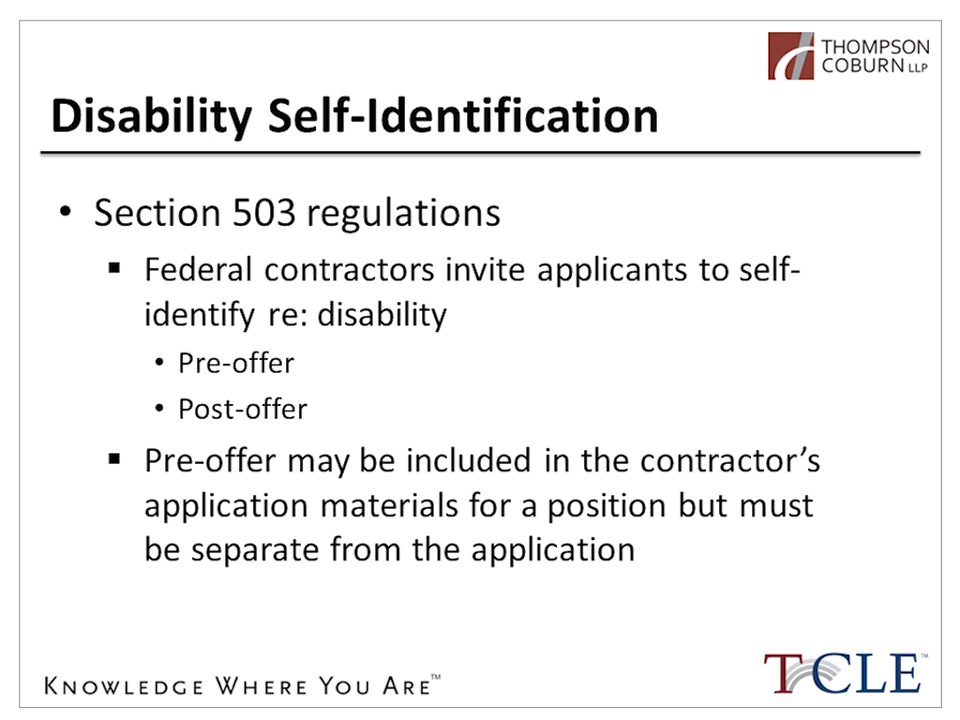 THOMPSON
COBURN LLP
Disability Self-Identification
• Section 503 regulations
▪ Federal contractors invite applicants to self-
identify re: disability
• Pre-offer
• Post-offer
▪ Pre-offer may be included in the contractor’s
application materials for a position but must
be separate from the application
KNOWLEDGE WHERE YOU ARE™
TCLE™